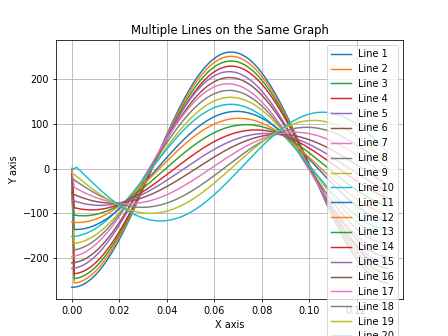 Multiple Lines on the Same Graph
Y axis
200
100
0
−100
−200
0.00
0.02
0.04
0.06
0.08
0.10
X axis
Line 1
Line 2
Line 3
Line 4
Line 5
Line 6
Line 7
Line 8
Line 9
Line 10
Line 11
Line 12
Line 13
Line 14
Line 15
Line 16
Line 17
Line 18
Line 19
Line 20